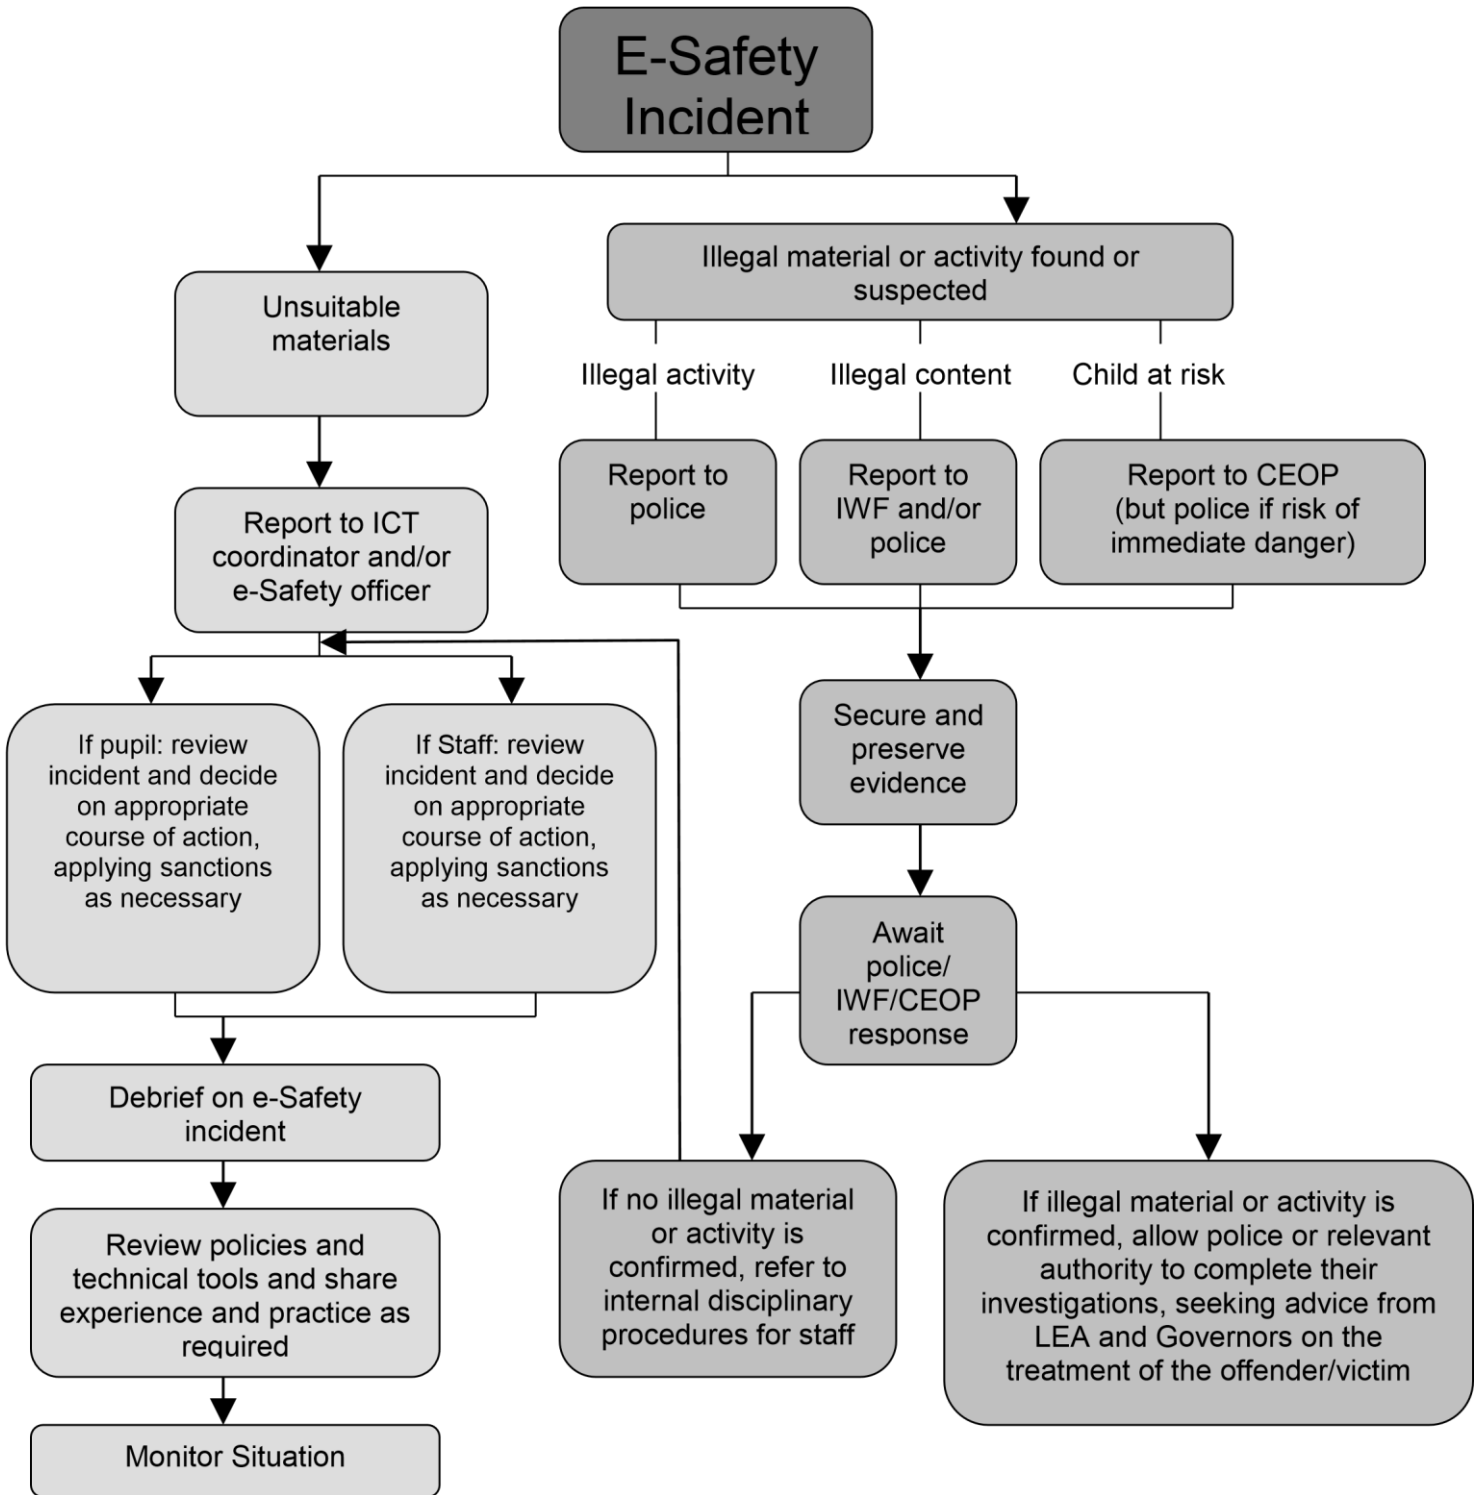 E-Safety
Incident
Unsuitable
materials
Illegal material or activity found or
suspected
Illegal activity
Illegal content
Child at risk
Report to
police
Report to
IWF and/or
police
Report to CEOP
(but police if risk of
immediate danger)
Report to ICT
coordinator and/or
e-Safety officer
If pupil: review
incident and decide
on appropriate
course of action,
applying sanctions
as necessary
If Staff: review
incident and decide
on appropriate
course of action,
applying sanctions
as necessary
Secure and
preserve
evidence
Await
police/
IWF/CEOP
response
Debrief on e-Safety
incident
Review policies and
technical tools and share
experience and practice as
required
Monitor Situation
If no illegal material
or activity is
confirmed, refer to
internal disciplinary
procedures for staff
If illegal material or activity is
confirmed, allow police or relevant
authority to complete their
investigations, seeking advice from
LEA and Governors on the
treatment of the offender/victim